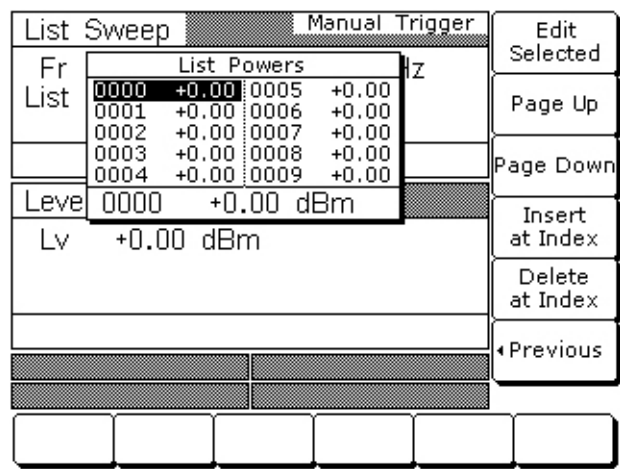 List Sweep
Manual Trigger
Fr
Hz
List
List Powers
0000 +0.00 0005 +0.00
0001 +0.00 0006 +0.00
0002 +0.00 0007 +0.00
0003 +0.00 0008 +0.00
0004 +0.00 0009 +0.00
0000 +0.00 dBm
Leve
Lv +0.00 dBm
Edit
Selected
Page Up
Page Down
Insert
at Index
Delete
at Index
Previous